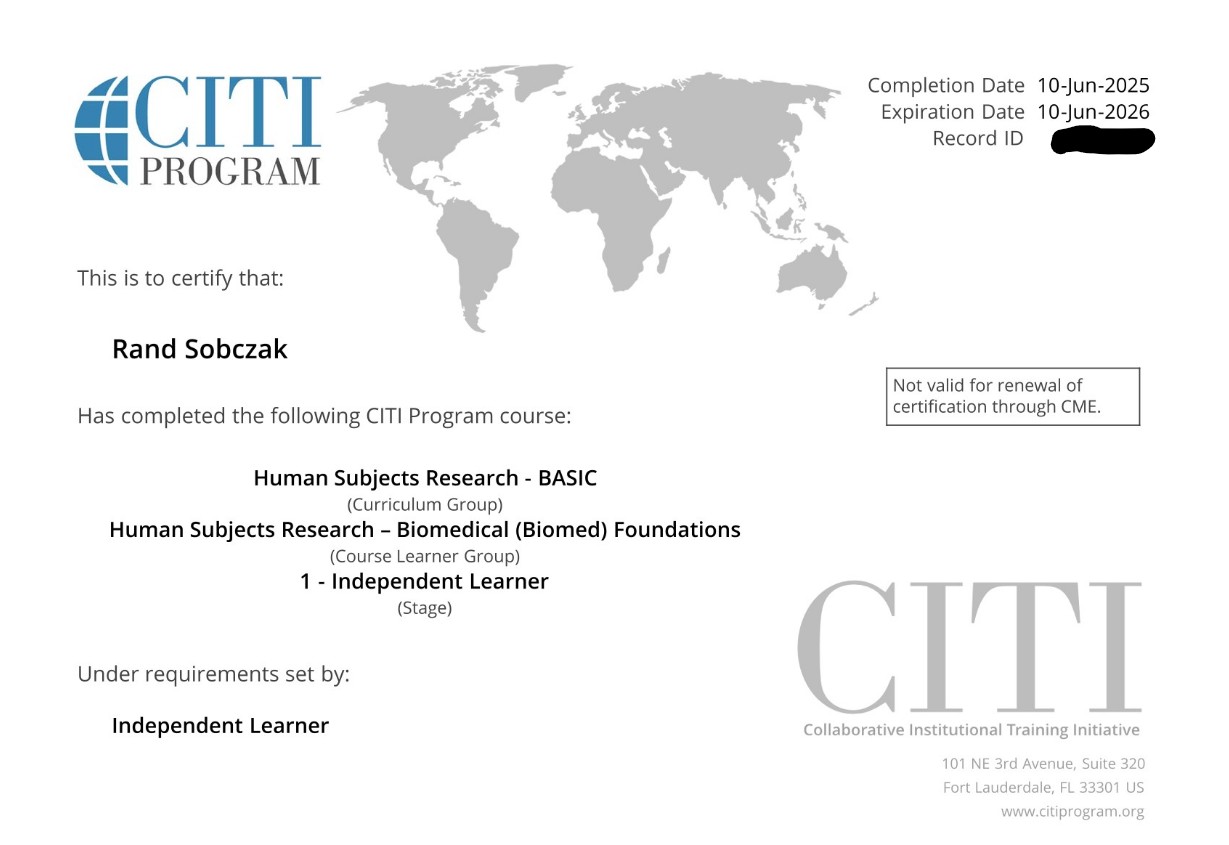 CITI
PROGRAM
Completion Date 10-Jun-2025
Expiration Date 10-Jun-2026
Record ID
This is to certify that:
Rand Sobczak
Not valid for renewal of
certification through CME.
Has completed the following CITI Program course:
Human Subjects Research - BASIC
(Curriculum Group)
Human Subjects Research – Biomedical (Biomed) Foundations
(Course Learner Group)
1 - Independent Learner
(Stage)
Under requirements set by:
Independent Learner
CITI
Collaborative Institutional Training Initiative
101 NE 3rd Avenue, Suite 320
Fort Lauderdale, FL 33301 US
www.citiprogram.org